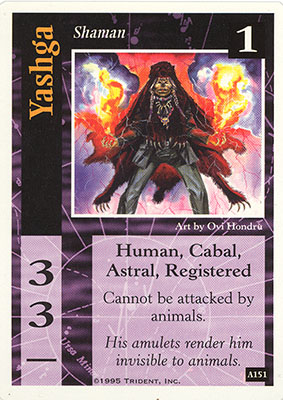 Yashga
Shaman
1
Art by Ovi Hondru
Human, Cabal,
Astral, Registered
Cannot be attacked by
animals.
His amulets render him
invisible to animals.
3
3
—
A151
©1995 TRIDENT, INC.